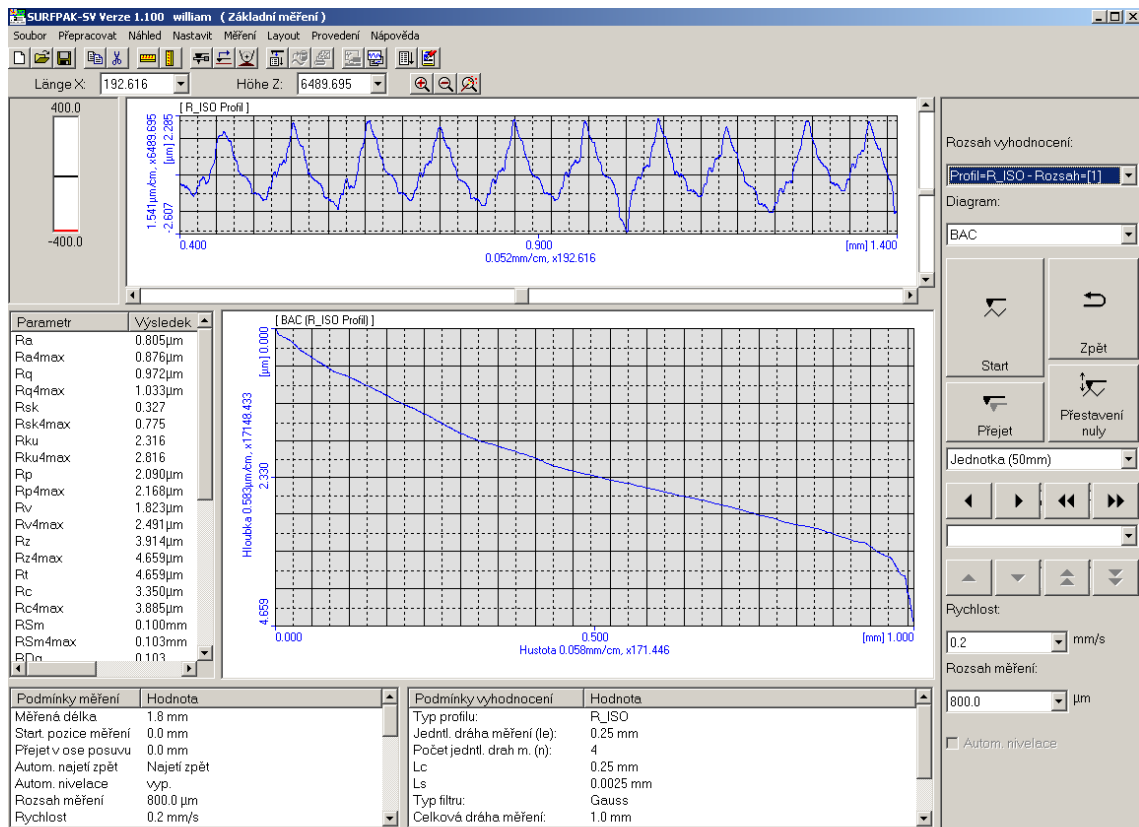 SURFPAK-SV Verze 1.100 william ( Základní měření )
Soubor Přepracovat Náhled Nastavit Měření Layout Provedení Nápověda
Länge X: 192.616 Höhe Z: 6489.695
400.0
-400.0
[ R_ISO Profil ]
1.541µm/cm, x6489.695
-2.607 [µm] 2.285
0.400 0.900 [mm] 1.400
0.052mm/cm, x192.616
Parametr Výsledek
Ra 0.805µm
Ra4max 0.876µm
Rq 0.972µm
Rq4max 1.033µm
Rsk 0.327
Rsk4max 0.775
Rku 2.316
Rku4max 2.816
Rp 2.090µm
Rp4max 2.168µm
Rv 1.823µm
Rv4max 2.491µm
Rz 3.914µm
Rz4max 4.659µm
Rt 4.659µm
Rc 3.350µm
Rc4max 3.885µm
RSm 0.100mm
RSm4max 0.103mm
RDq 0.103
[ BAC (R_ISO Profil) ]
Hloubka 0.583µm/cm, x17148.433
4.659 2.330 [µm] 0.000
0.000 0.500 [mm] 1.000
Hustota 0.058mm/cm, x171.446
Rozsah vyhodnocení:
Profil=R_ISO - Rozsah=[1]
Diagram:
BAC
Start
Zpět
Přejet
Přestavení
nuly
Jednotka (50mm)
Rychlost:
0.2 mm/s
Rozsah měření:
800.0 µm
Autom. nivelace
Podmínky měření Hodnota
Měřená délka 1.8 mm
Start. pozice měření 0.0 mm
Přejet v ose posuvu 0.0 mm
Autom. najetí zpět Najetí zpět
Autom. nivelace vyp.
Rozsah měření 800.0 µm
Rychlost 0.2 mm/s
Podmínky vyhodnocení Hodnota
Typ profilu: R_ISO
Jedntl. dráha měření (le): 0.25 mm
Počet jedntl. drah m. (n): 4
Lc 0.25 mm
Ls 0.0025 mm
Typ filtru: Gauss
Celková dráha měření: 1.0 mm